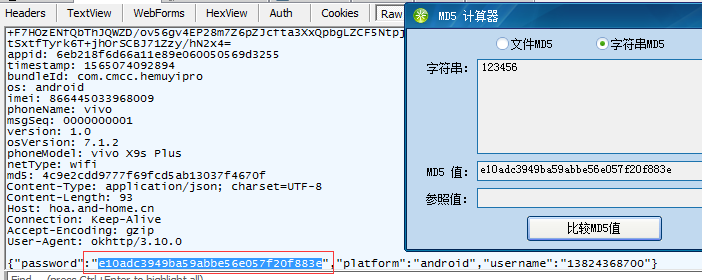 Headers TextView WebForms HexView Auth Cookies Raw
+F7HOzENfQbThJQWZD/ov56gv4EP28m7Z6pZJcfta3XxQpbgLZCF5Ntpj
tSxtfTyrk6T+jhOrSCBJ71Zzy/hN2x4=
appid: 6eb218f6d66a11e89e060050569d3255
timestamp: 1565074092894
bundleId: com.cmcc.hemuyipro
os: android
imei: 866445033968009
phoneName: vivo
msgSeq: 0000000001
version: 1.0
osVersion: 7.1.2
phoneModel: vivo X9s Plus
netType: wifi
md5: 4c9e2cdd9777f69fcd5ab13037f4670f
Content-Type: application/json; charset=UTF-8
Content-Length: 93
Host: hoa.and-home.cn
Connection: Keep-Alive
Accept-Encoding: gzip
User-Agent: okhttp/3.10.0
{"password":"e10adc3949ba59abbe56e057f20f883e","platform":"android","username":"13824368700"}
Find... (press Ctrl+Enter to highlight all)
MD5 计算器
文件MD5 字符串MD5
字符串: 123456
MD5 值: e10adc3949ba59abbe56e057f20f883e
参照值:
比较MD5值